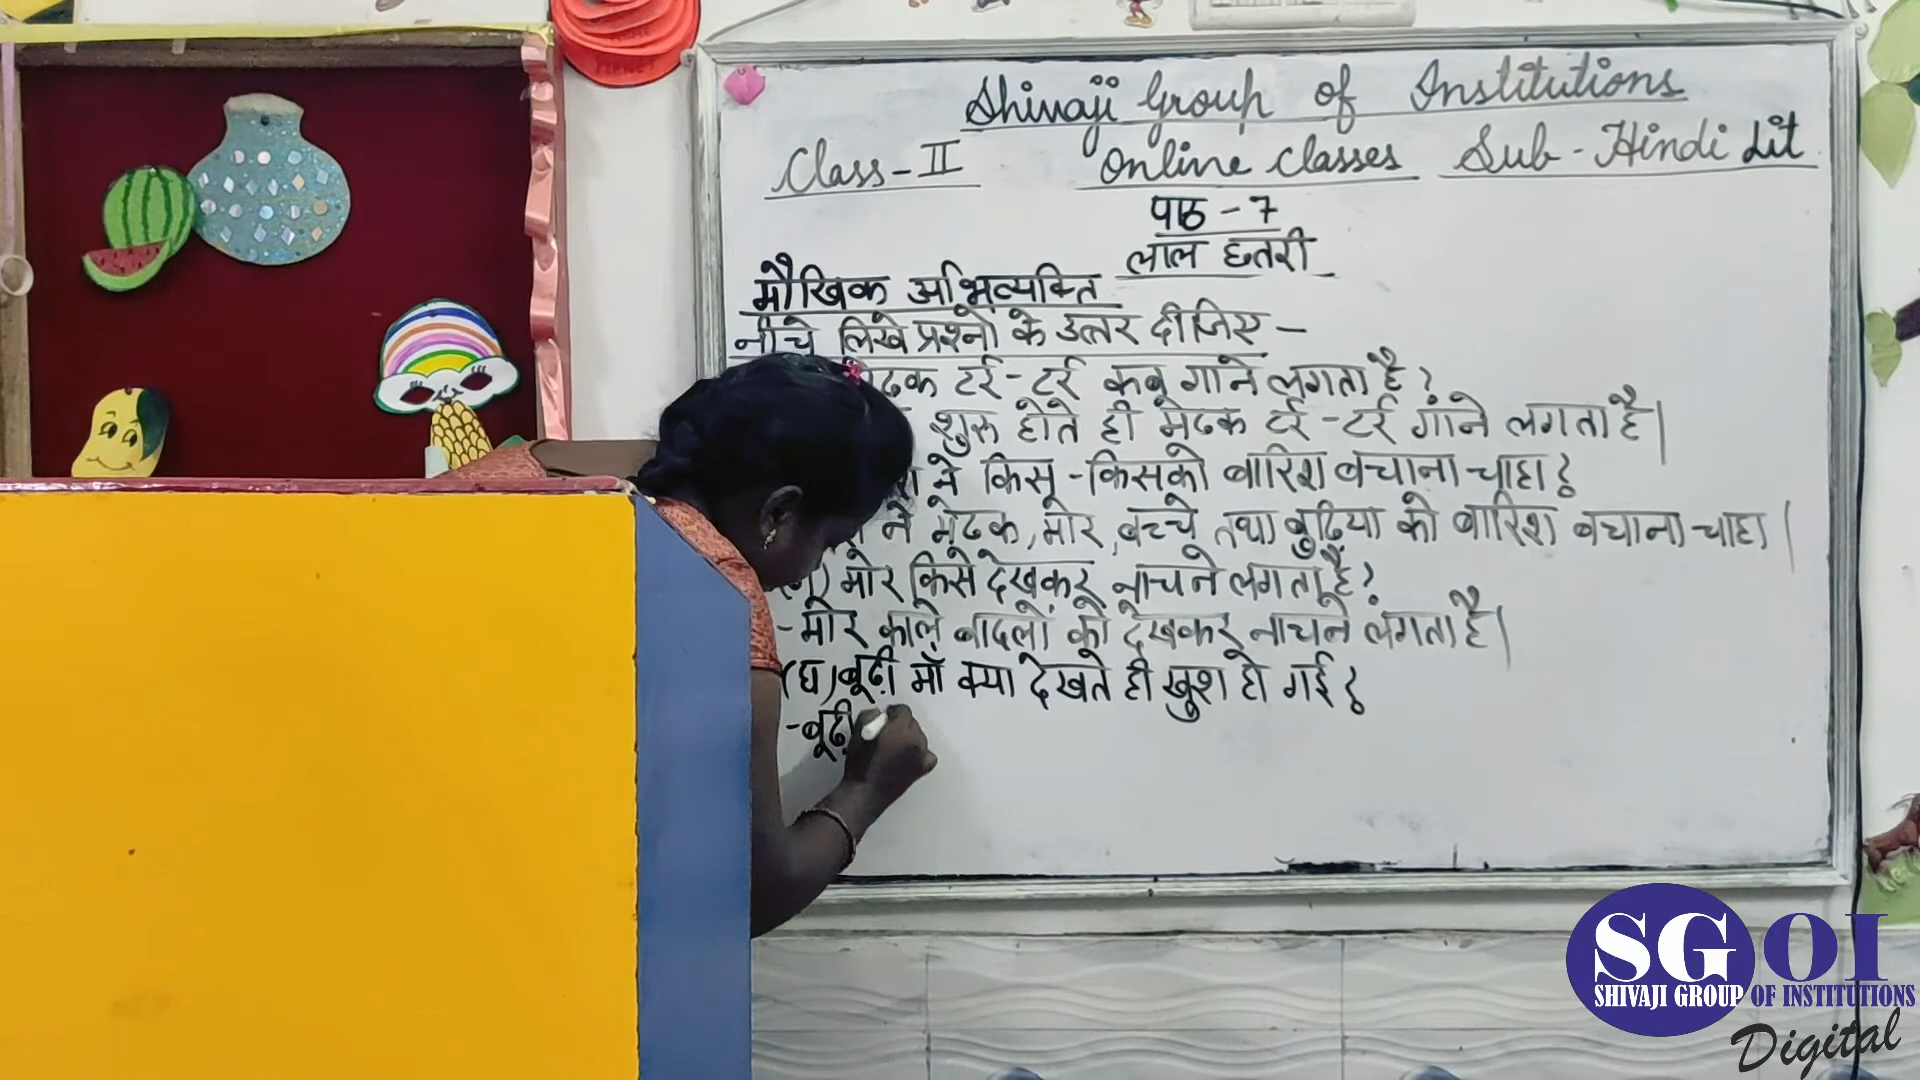 Shivaji Group of Institutions
Class-II Online Classes Sub-Hindi Lit
पाठ - 7
लाल छतरी
मौखिक अभिव्यक्ति
नीचे लिखे प्रश्नों के उत्तर दीजिए -
टर्र-टर्र कब गाने लगता है?
शुरू होते ही मेढक टर्र-टर्र गाने लगता है|
ने किस-किसको बारिश बचाना चाहा?
ने मेढक, मोर, बच्चे तथा बुढ़िया को बारिश बचाना चाहा|
मोर किसे देखकर नाचने लगता है?
- मोर काले बादलों को देखकर नाचने लगता है|
(घ) बूढ़ी माँ क्या देखते ही खुश हो गई?
-बूढ़ी
SGOI
SHIVAJI GROUP OF INSTITUTIONS
Digital